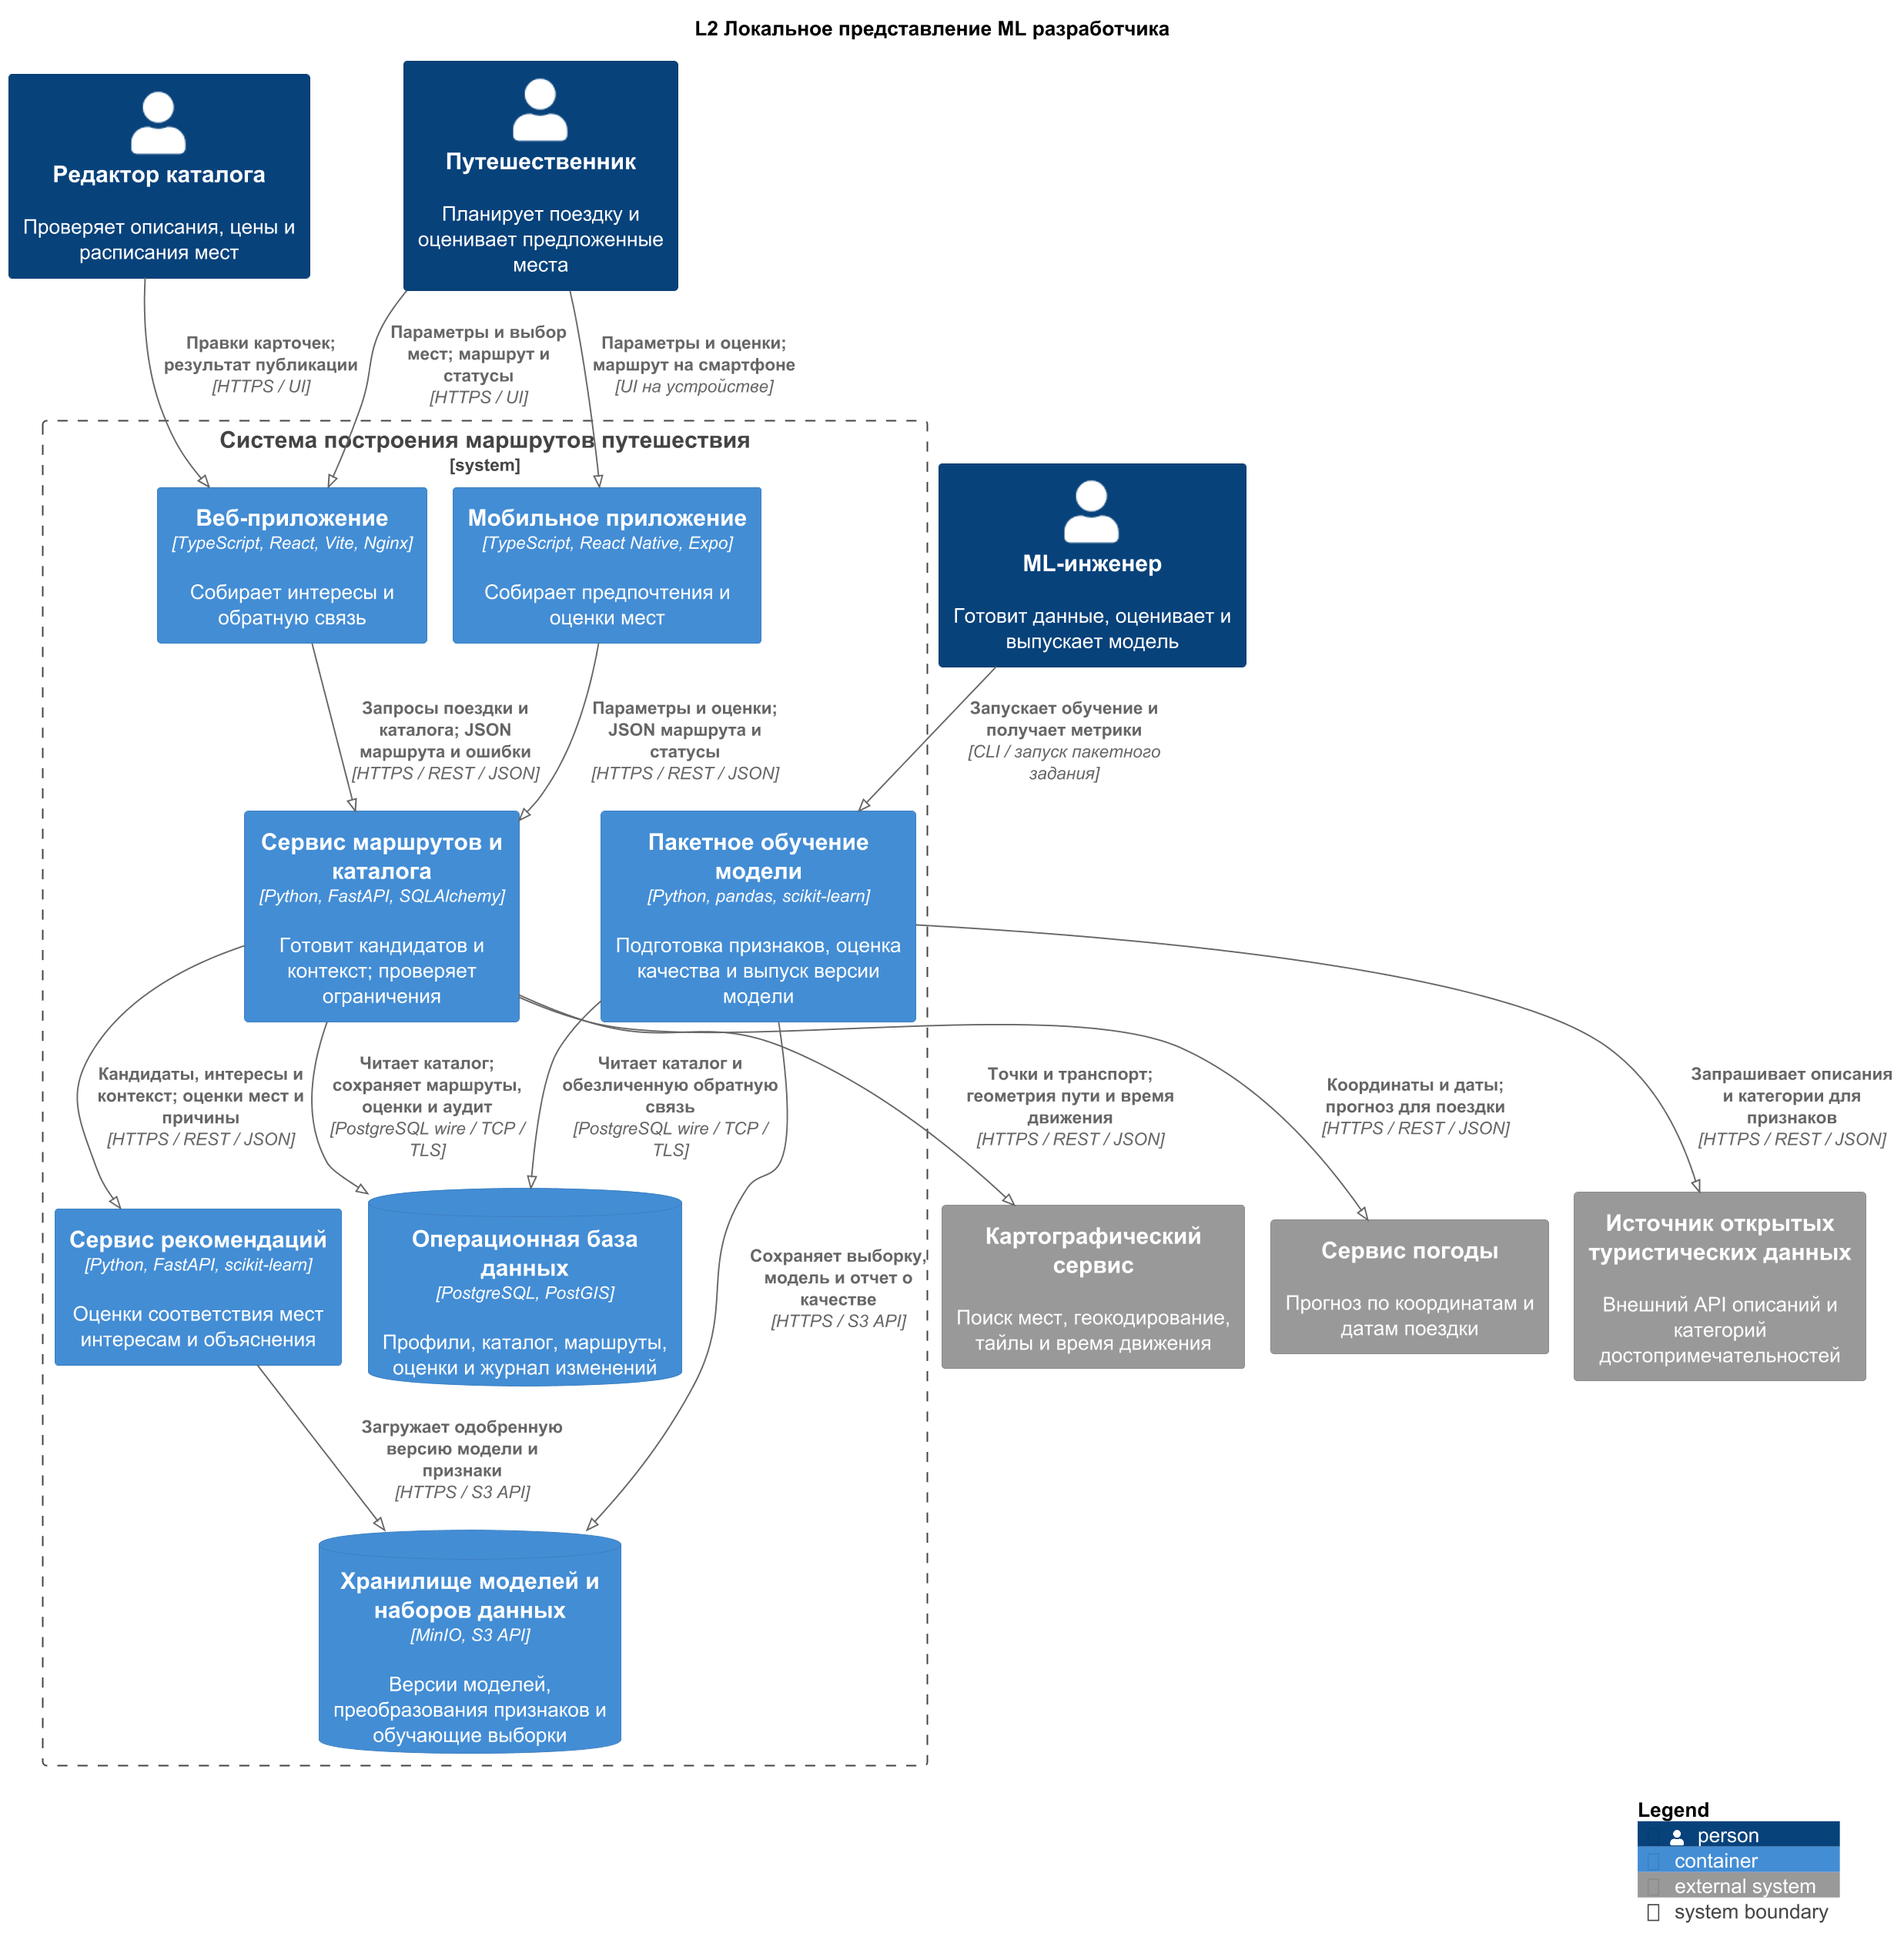 L2 Локальное представление ML разработчика
Редактор каталога
Проверяет описания, цены и
расписания мест
Путешественник
Планирует поездку и
оценивает предложенные
места
Правки карточек;
результат публикации
[HTTPS / UI]
Параметры и выбор
мест; маршрут и
статусы
[HTTPS / UI]
Параметры и оценки;
маршрут на смартфоне
[UI на устройстве]
Система построения маршрутов путешествия
[system]
Веб-приложение
[TypeScript, React, Vite, Nginx]
Собирает интересы и
обратную связь
Мобильное приложение
[TypeScript, React Native, Expo]
Собирает предпочтения и
оценки мест
ML-инженер
Готовит данные, оценивает и
выпускает модель
Запросы поездки и
каталога; JSON
маршрута и ошибки
[HTTPS / REST / JSON]
Параметры и оценки;
JSON маршрута и
статусы
[HTTPS / REST / JSON]
Запускает обучение и
получает метрики
[CLI / запуск пакетного
задания]
Сервис маршрутов и
каталога
[Python, FastAPI, SQLAlchemy]
Готовит кандидатов и
контекст; проверяет
ограничения
Пакетное обучение
модели
[Python, pandas, scikit-learn]
Подготовка признаков, оценка
качества и выпуск версии
модели
Кандидаты, интересы и
контекст; оценки мест и
причины
[HTTPS / REST / JSON]
Читает каталог;
сохраняет маршруты,
оценки и аудит
[PostgreSQL wire / TCP /
TLS]
Читает каталог и
обезличенную обратную
связь
[PostgreSQL wire / TCP /
TLS]
Точки и транспорт;
геометрия пути и время
движения
[HTTPS / REST / JSON]
Координаты и даты;
прогноз для поездки
[HTTPS / REST / JSON]
Запрашивает описания
и категории для
признаков
[HTTPS / REST / JSON]
Сервис рекомендаций
[Python, FastAPI, scikit-learn]
Оценки соответствия мест
интересам и объяснения
Операционная база
данных
[PostgreSQL, PostGIS]
Профили, каталог, маршруты,
оценки и журнал изменений
Сохраняет выборку,
модель и отчет о
качестве
[HTTPS / S3 API]
Картографический
сервис
Поиск мест, геокодирование,
тайлы и время движения
Сервис погоды
Прогноз по координатам и
датам поездки
Источник открытых
туристических данных
Внешний API описаний и
категорий
достопримечательностей
Загружает одобренную
версию модели и
признаки
[HTTPS / S3 API]
Хранилище моделей и
наборов данных
[MinIO, S3 API]
Версии моделей,
преобразования признаков и
обучающие выборки
Legend
person
container
external system
system boundary